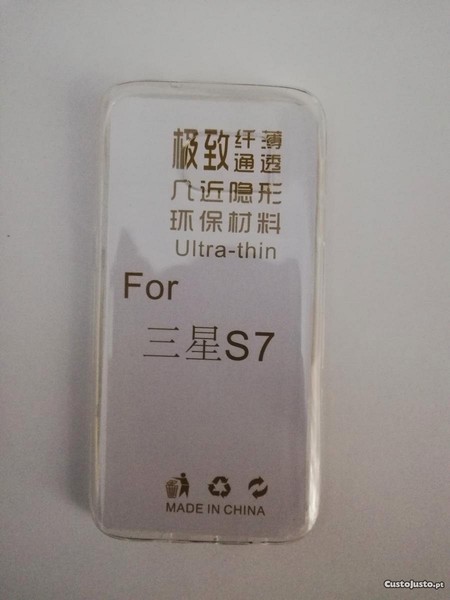 极致纤薄
通透
几近隐形
环保材料
Ultra-thin
For
三星S7
MADE IN CHINA
CustoJusto.pt